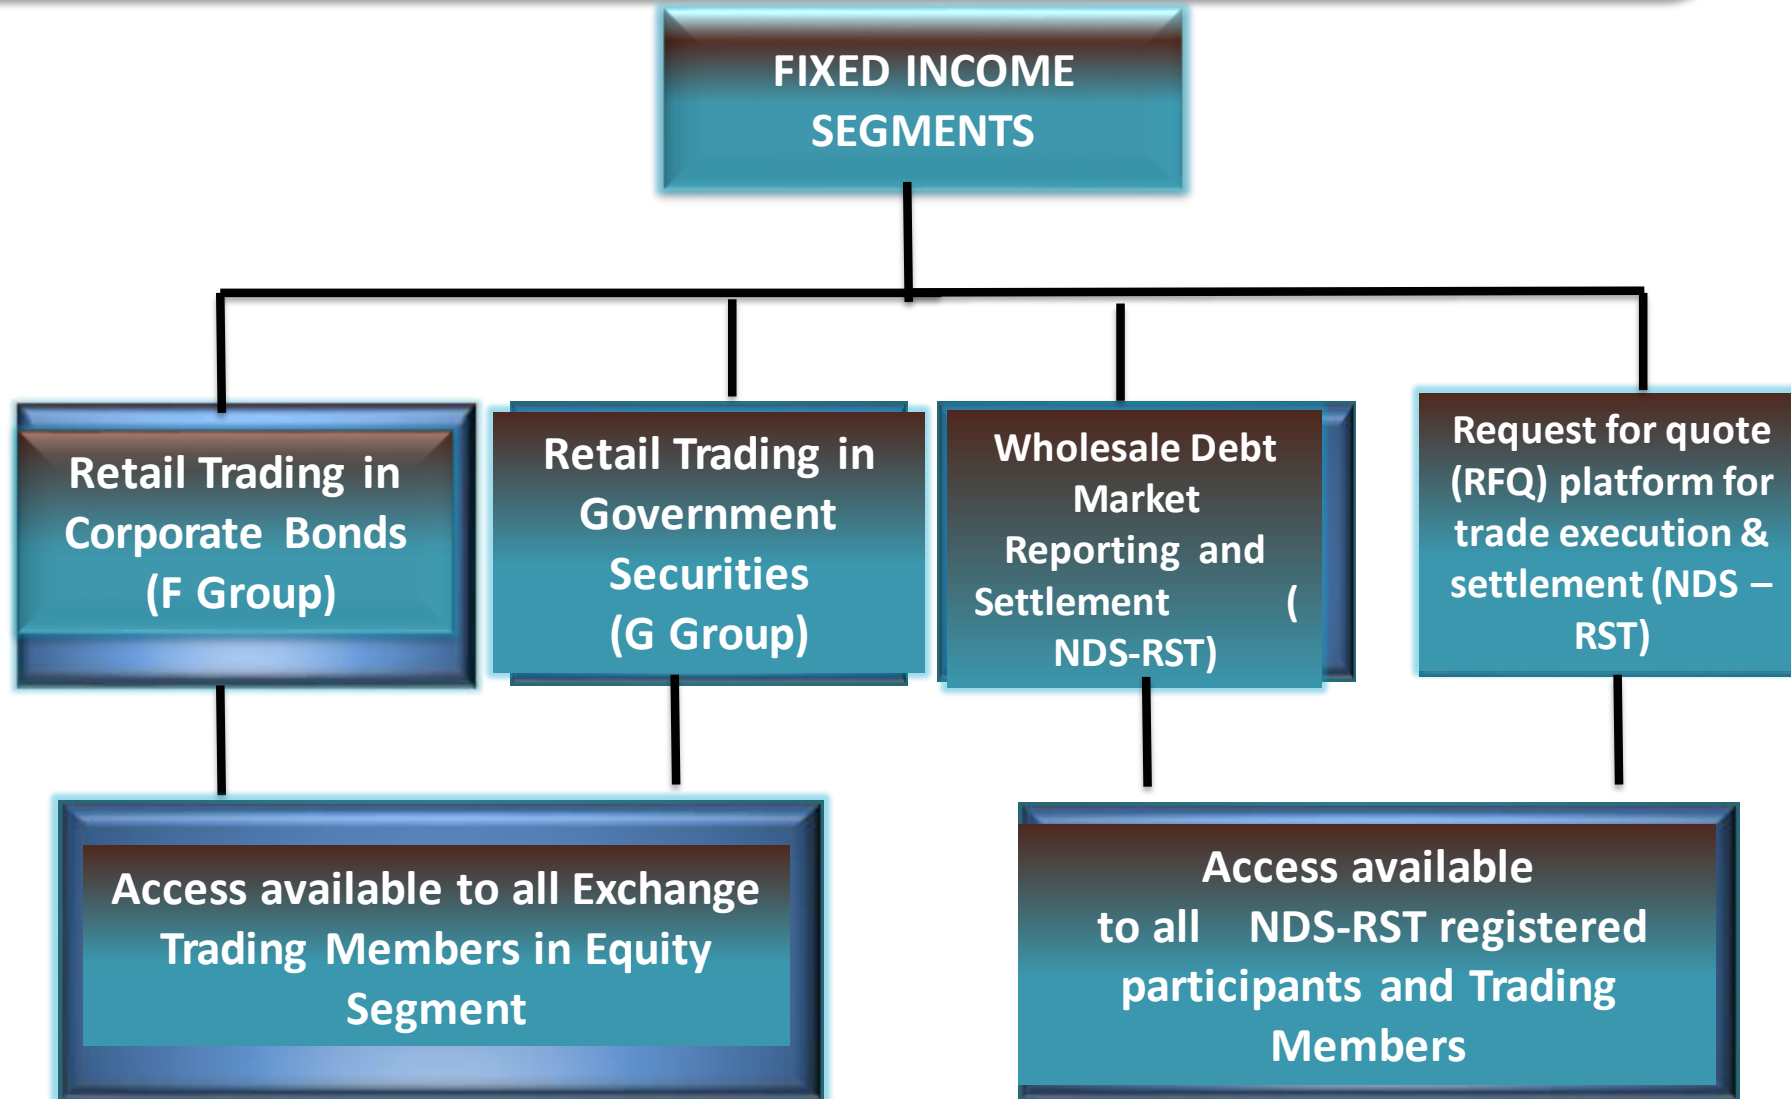 FIXED INCOME
SEGMENTS
Retail Trading in
Corporate Bonds
(F Group)
Retail Trading in
Government
Securities
(G Group)
Wholesale Debt
Market
Reporting and
Settlement (
NDS-RST)
Request for quote
(RFQ) platform for
trade execution &
settlement (NDS –
RST)
Access available to all Exchange
Trading Members in Equity
Segment
Access available
to all NDS-RST registered
participants and Trading
Members